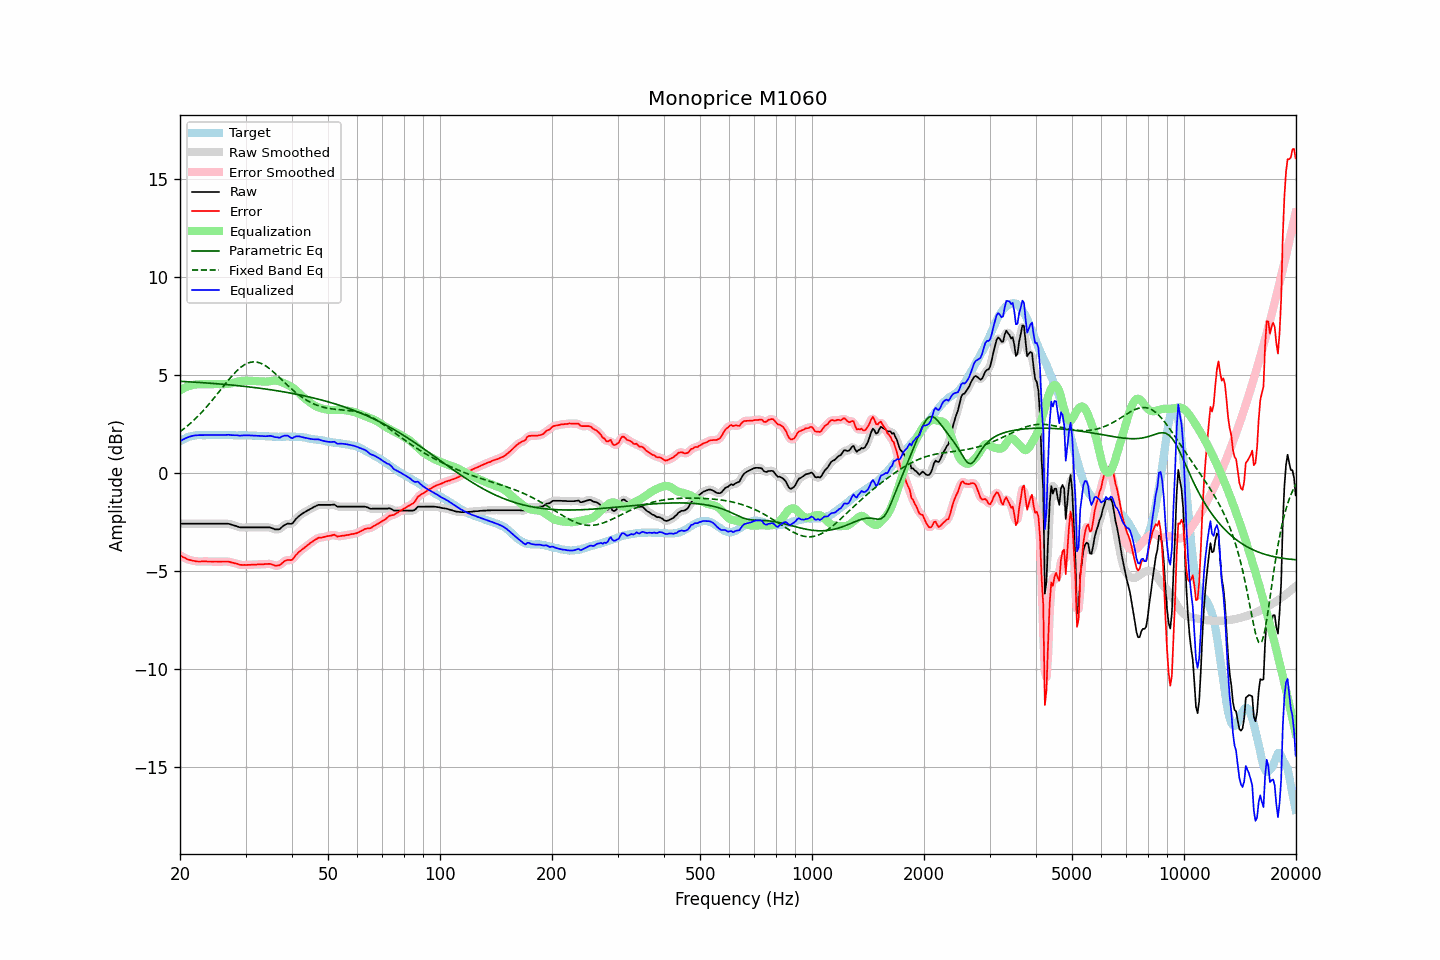 Monoprice M1060
Target
Raw Smoothed
Error Smoothed
Raw
Error
Equalization
Parametric Eq
Fixed Band Eq
Equalized
Amplitude (dBr)
15
10
5
0
−5
−10
−15
20
50
100
200
500
1000
2000
5000
10000
20000
Frequency (Hz)